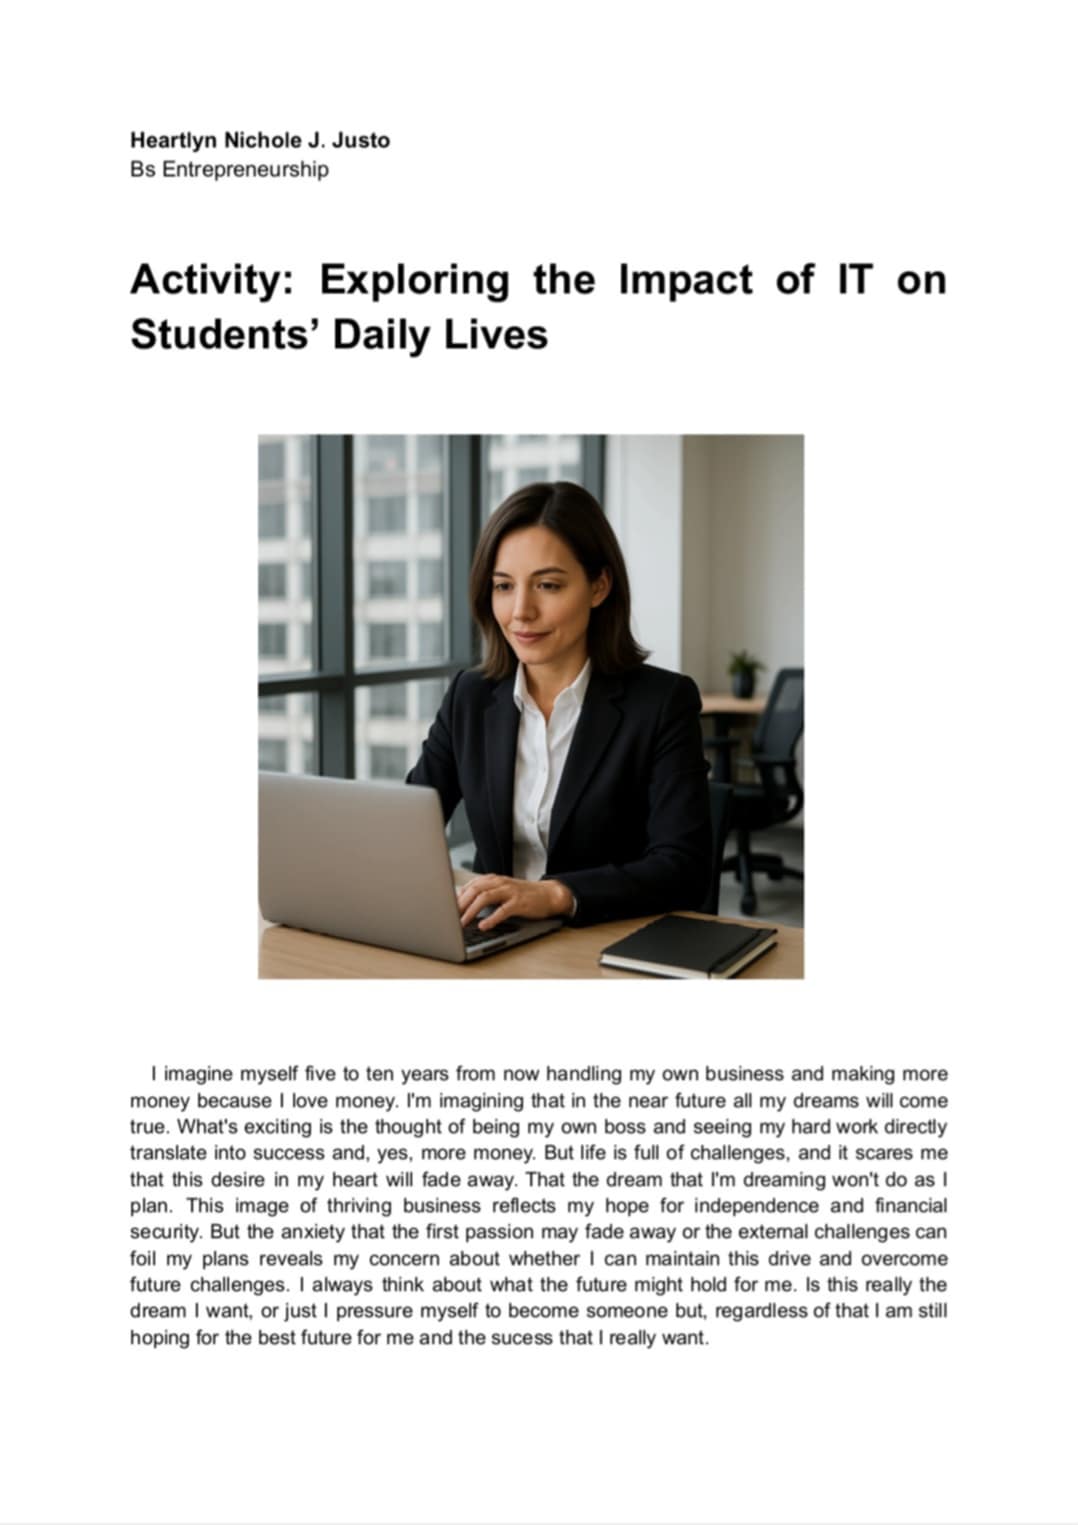 Heartlyn Nichole J. Justo
Bs Entrepreneurship
Activity: Exploring the Impact of IT on
Students’ Daily Lives
I imagine myself five to ten years from now handling my own business and making more
money because I love money. I'm imagining that in the near future all my dreams will come
true. What's exciting is the thought of being my own boss and seeing my hard work directly
translate into success and, yes, more money. But life is full of challenges, and it scares me
that this desire in my heart will fade away. That the dream that I'm dreaming won't do as I
plan. This image of thriving business reflects my hope for independence and financial
security. But the anxiety that the first passion may fade away or the external challenges can
foil my plans reveals my concern about whether I can maintain this drive and overcome
future challenges. I always think about what the future might hold for me. Is this really the
dream I want, or just I pressure myself to become someone but, regardless of that I am still
hoping for the best future for me and the sucess that I really want.